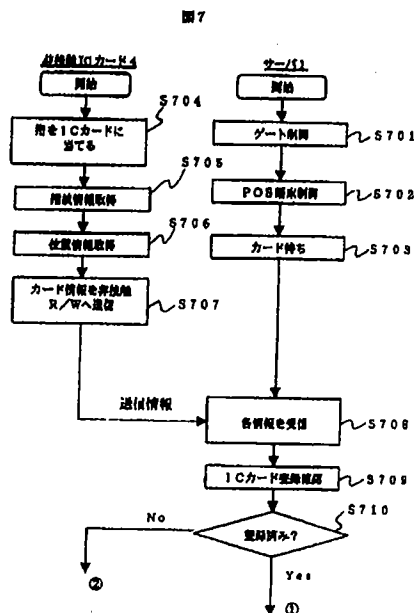 図7
非接触ICカード4
開始
S704
指をICカードに
当てる
S705
指紋情報取得
S706
位置情報取得
カード情報を非接触
R/Wへ送信
S707
送信情報
サーバ1
開始
ゲート制御
S701
POS端末制御
S702
カード待ち
S703
各情報を受信
S708
ICカード登録確認
S709
S710
登録済み?
No
②
Yes
①